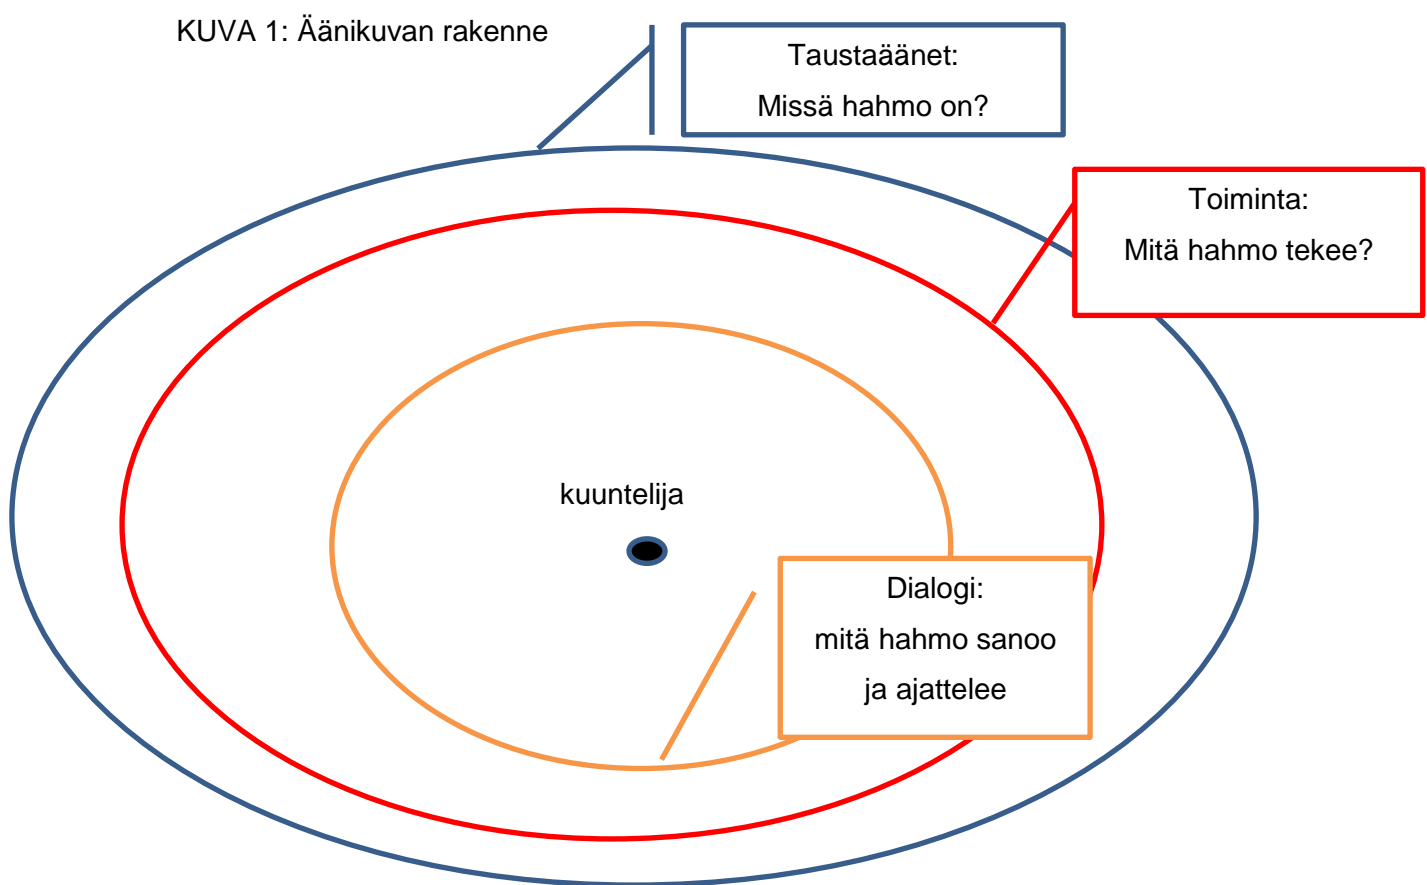 KUVA 1: Äänikuvan rakenne
Taustaäänet:
Missä hahmo on?
Toiminta:
Mitä hahmo tekee?
kuuntelija
Dialogi:
mitä hahmo sanoo
ja ajattelee